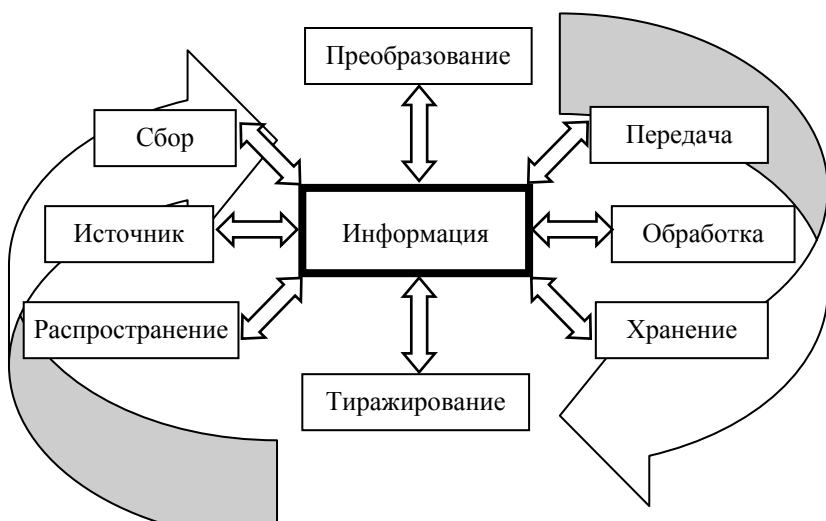 Преобразование
Сбор
Передача
Источник
Информация
Обработка
Распространение
Хранение
Тиражирование